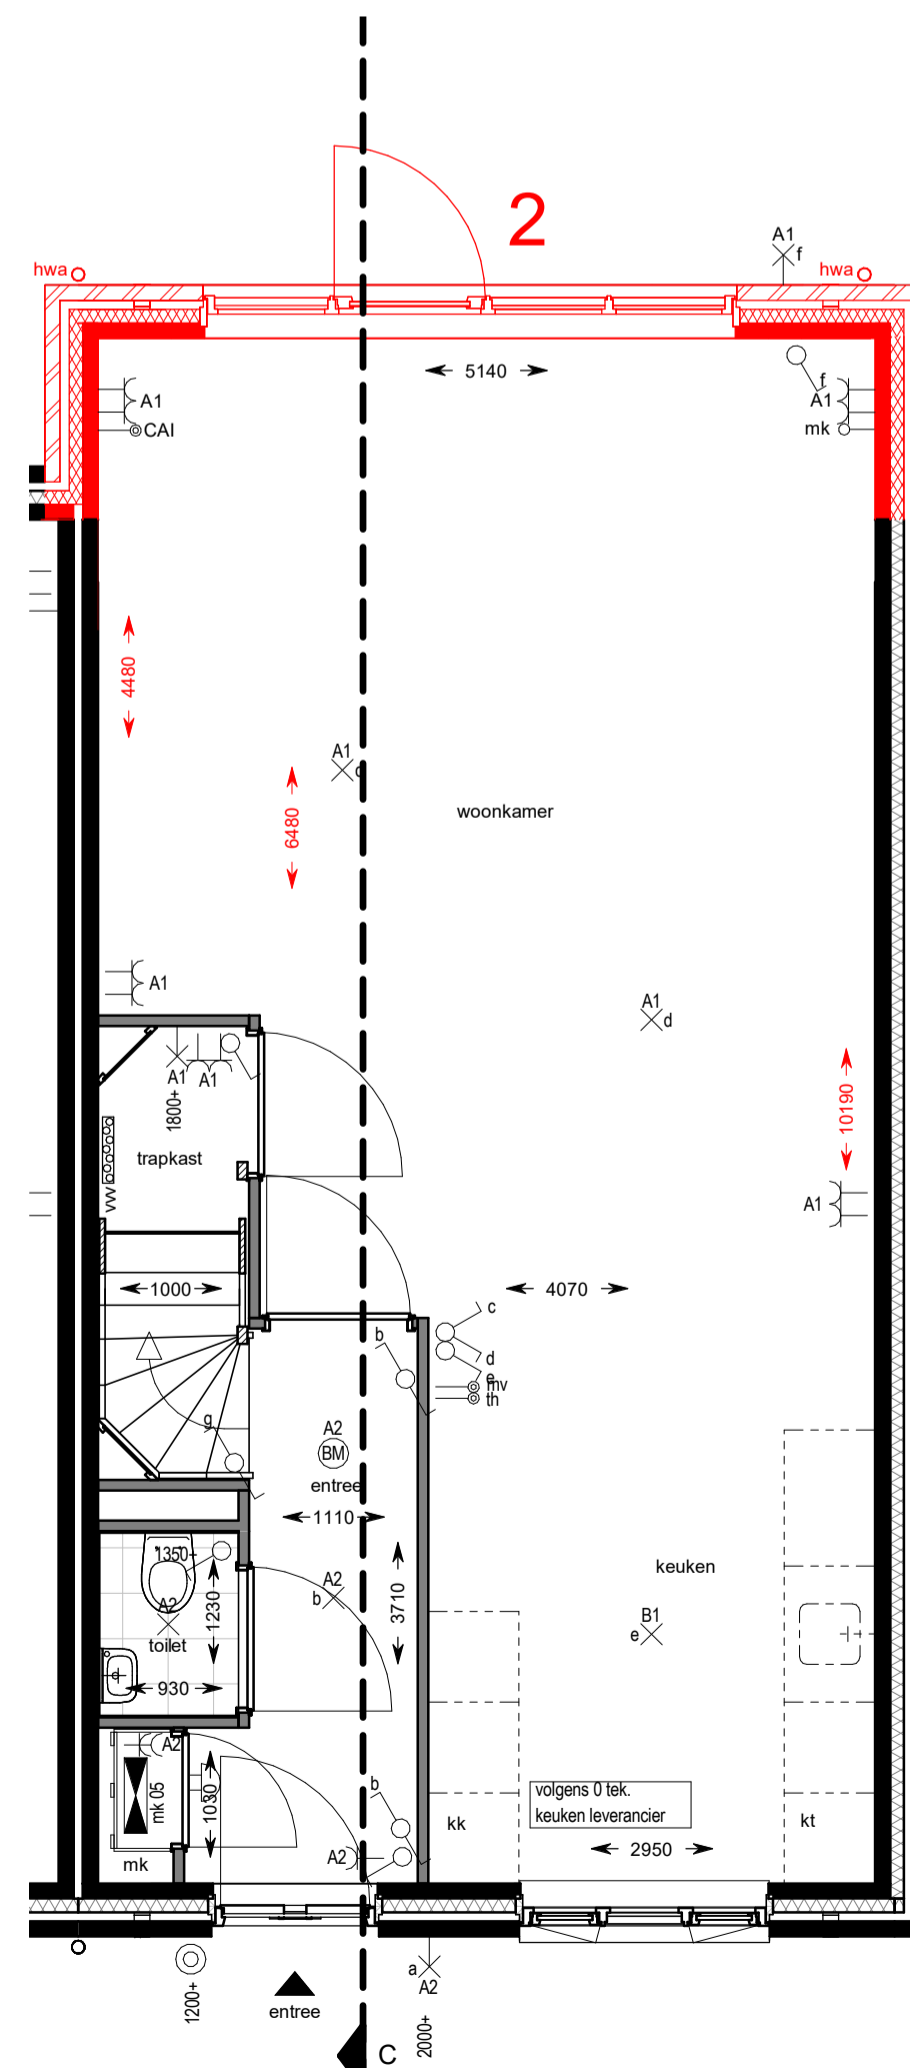 2
A1
f
hwa
hwa
5140
f
A1
CAI
A1
mk
4480
A1
6480
woonkamer
A1
A1
d
A1
A1
1800+
10190
trapkast
VVV
A1
1000
4070
c
b
d
e
mv
th
g
A2
BM
entree
1110
1350+
keuken
1230
A2
b
3710
A2
toilet
B1
e
930
A2
mk 05
1030
b
volgens 0 tek.
keuken leverancier
kk
kt
A2
2950
mk
a
A2
1200+
entree
2000+
C